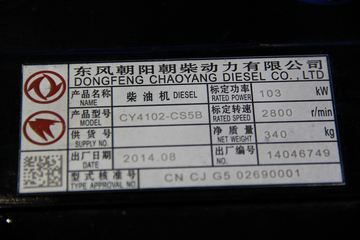 东风朝阳朝柴动力有限公司
DONGFENG CHAOYANG DIESEL CO.,LTD
产品名称 NAME 柴油机 DIESEL 标定功率 RATED POWER 103 kW
产品型号 MODEL CY4102-CS5B 标定转速 RATED SPEED 2800 r/min
供货号 SUPPLY NO. 净质量 NET WEIGHT 340 kg
出厂日期 DATE 2014.08 出厂编号 NO. 14046749
型式核准号 TYPE APPROVAL NO. CN CJ G5 02690001